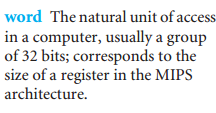 word The natural unit of access
in a computer, usually a group
of 32 bits; corresponds to the
size of a register in the MIPS
architecture.